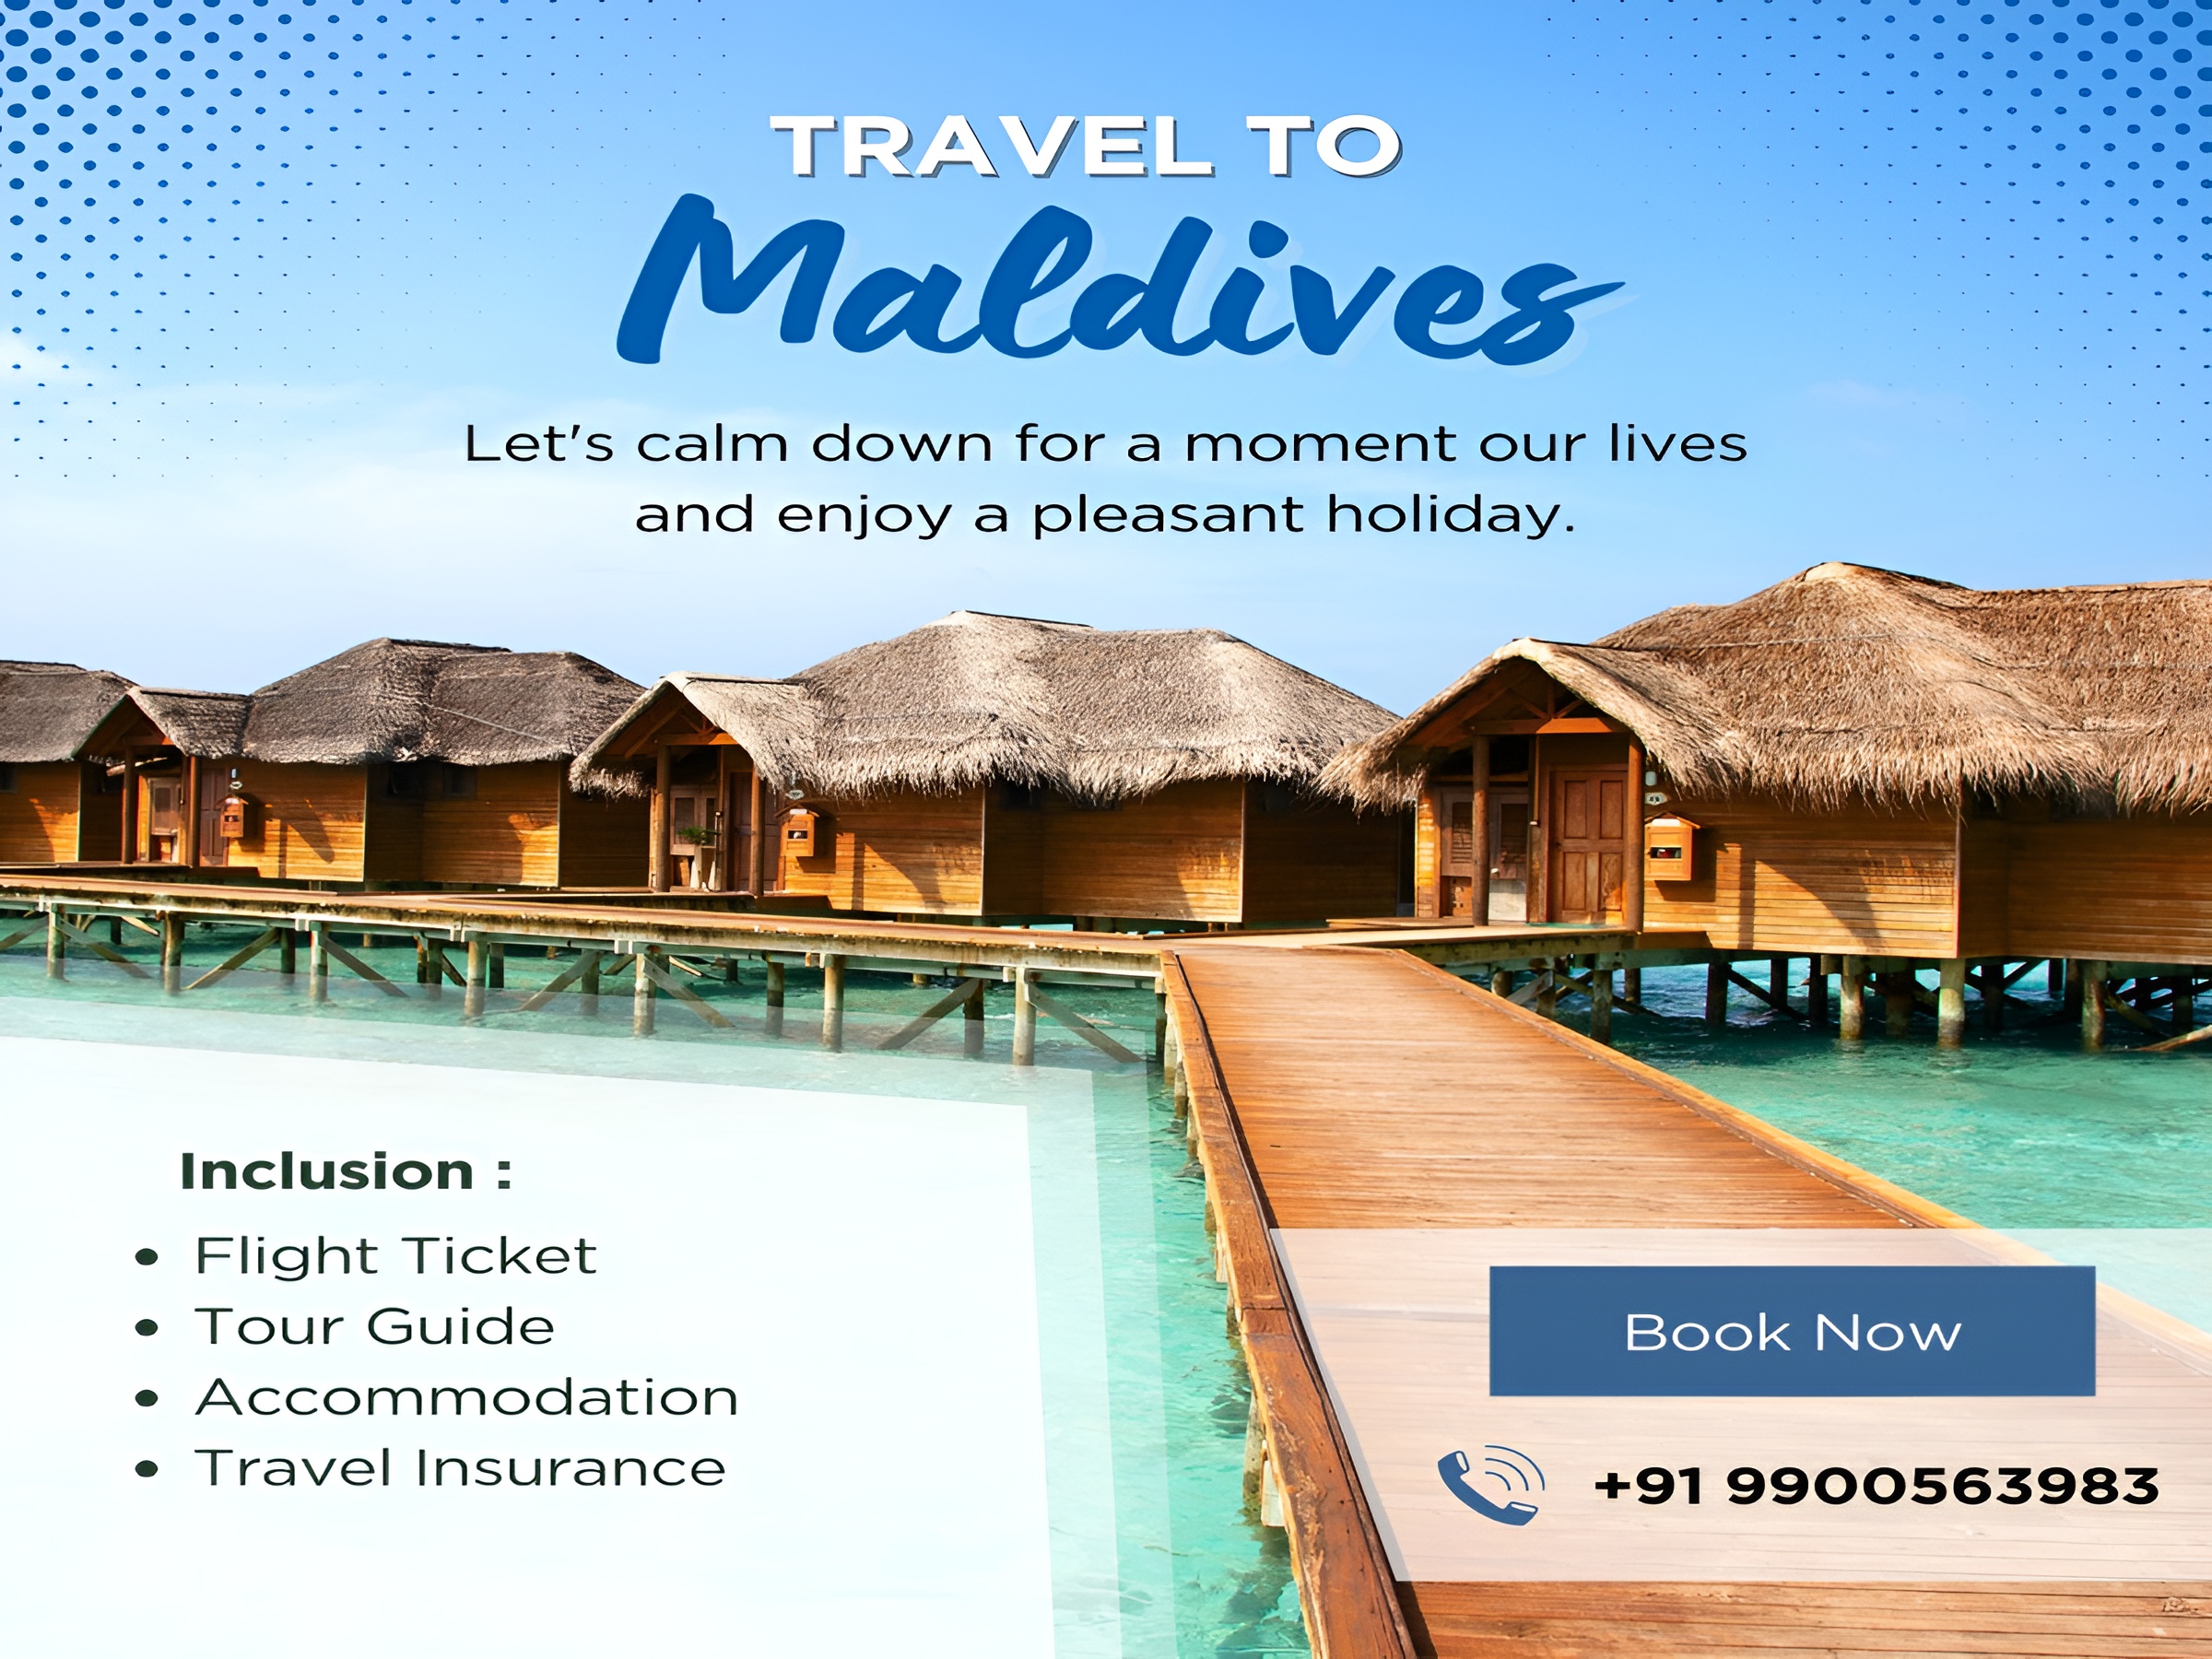 TRAVEL TO
Maldives
Let's calm down for a moment our lives
and enjoy a pleasant holiday.
Inclusion :
• Flight Ticket
• Tour Guide
• Accommodation
• Travel Insurance
Book Now
+91 9900563983